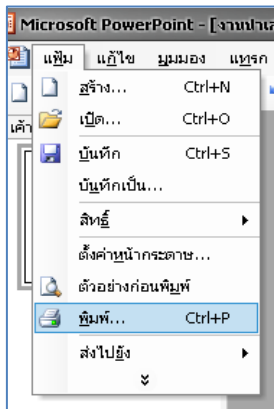 Microsoft PowerPoint - [งานนำเส
แฟ้ม แก้ไข มุมมอง แทรก
สร้าง... Ctrl+N
เปิด... Ctrl+O
เค้า
บันทึก Ctrl+S
บันทึกเป็น...
สิทธิ์
ตั้งค่าหน้ากระดาษ...
ตัวอย่างก่อนพิมพ์
พิมพ์... Ctrl+P
ส่งไปยัง